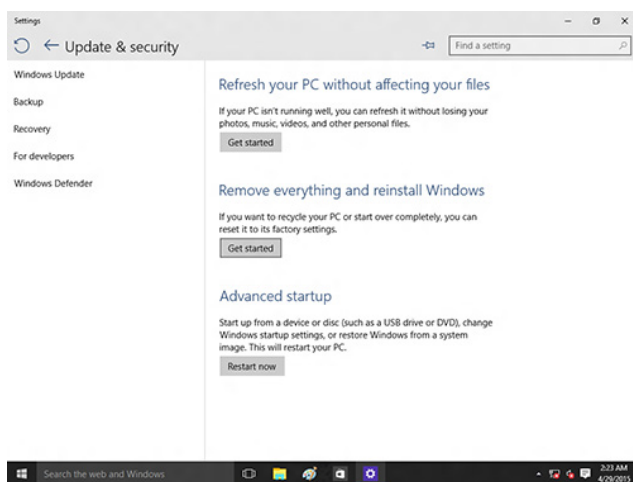 Settings
Update & security
Find a setting
Windows Update
Backup
Recovery
For developers
Windows Defender
Refresh your PC without affecting your files
If your PC isn't running well, you can refresh it without losing your
photos, music, videos, and other personal files.
Get started
Remove everything and reinstall Windows
If you want to recycle your PC or start over completely, you can
reset it to its factory settings.
Get started
Advanced startup
Start up from a device or disc (such as a USB drive or DVD), change
Windows startup settings, or restore Windows from a system
image. This will restart your PC.
Restart now
Search the web and Windows
2:23 AM
4/29/2015